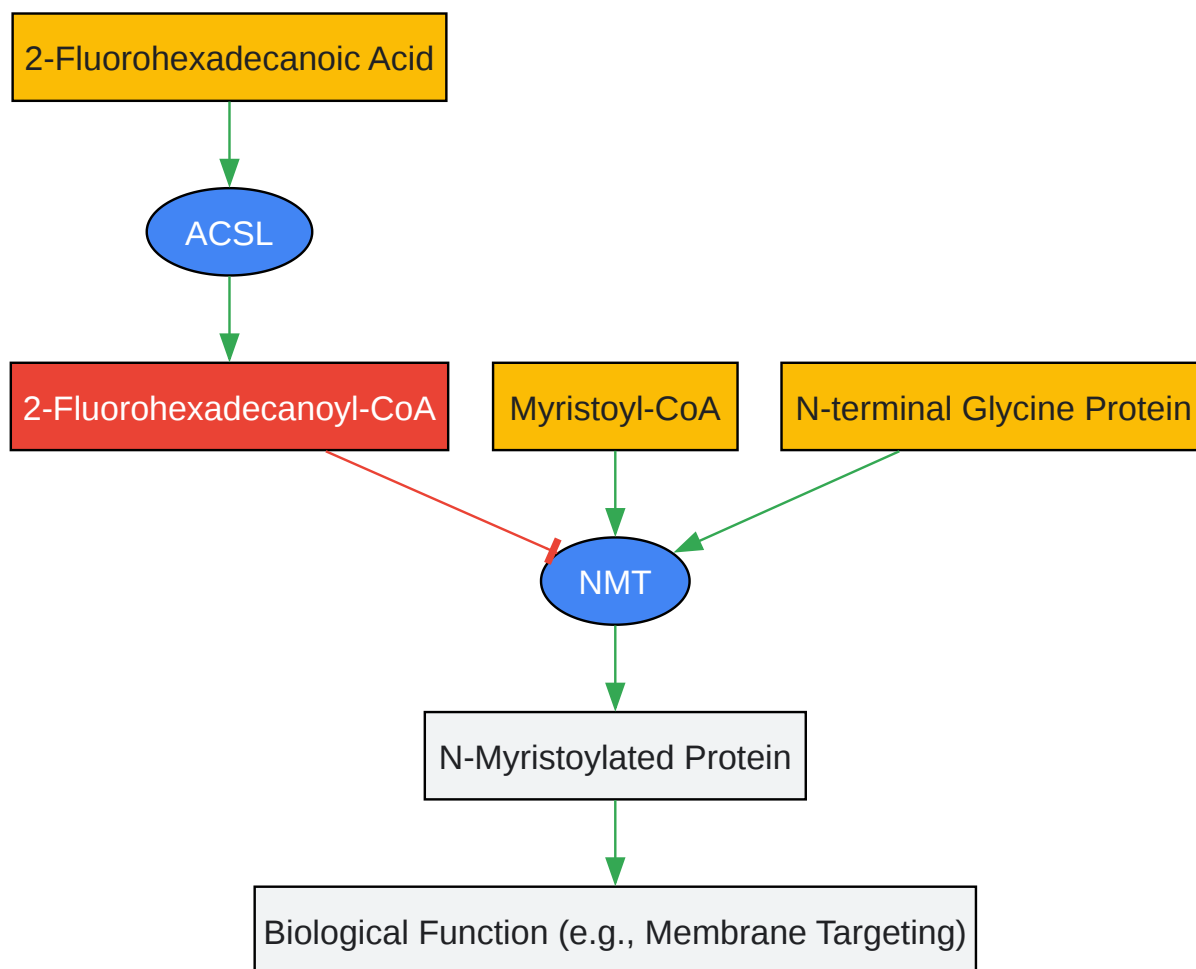 2-Fluorohexadecanoic Acid
ACSL
2-Fluorohexadecanoyl-CoA
Myristoyl-CoA
N-terminal Glycine Protein
NMT
N-Myristoylated Protein
Biological Function (e.g., Membrane Targeting)